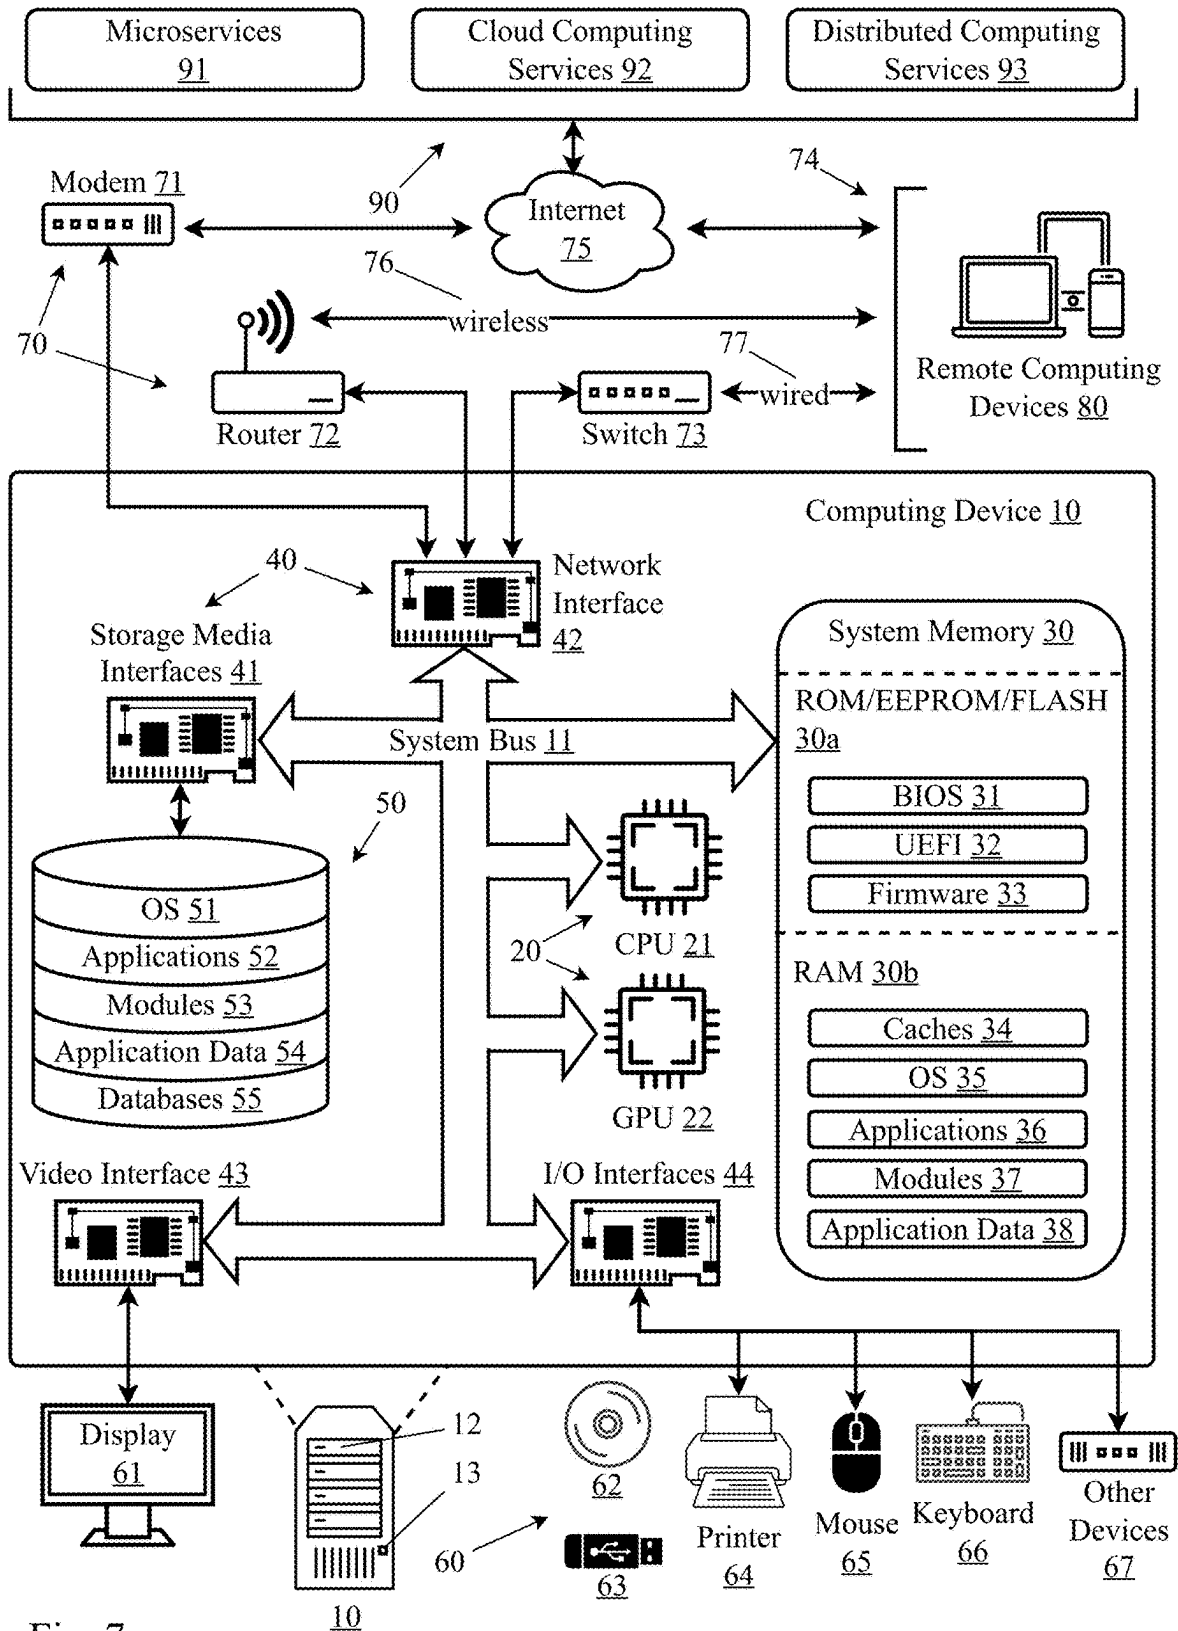 Microservices
91
Cloud Computing
Services 92
Distributed Computing
Services 93
Modem 71
90
Internet
75
74
76
wireless
70
77
wired
Remote Computing
Devices 80
Router 72
Switch 73
Computing Device 10
40
Network
Interface
42
Storage Media
Interfaces 41
System Memory 30
ROM/EEPROM/FLASH
30a
System Bus 11
BIOS 31
UEFI 32
Firmware 33
50
OS 51
Applications 52
Modules 53
Application Data 54
Databases 55
CPU 21
20
GPU 22
RAM 30b
Caches 34
OS 35
Applications 36
Modules 37
Application Data 38
Video Interface 43
I/O Interfaces 44
Display
61
12
13
10
60
62
63
Printer
64
Mouse
65
Keyboard
66
Other
Devices
67
Fig. 7